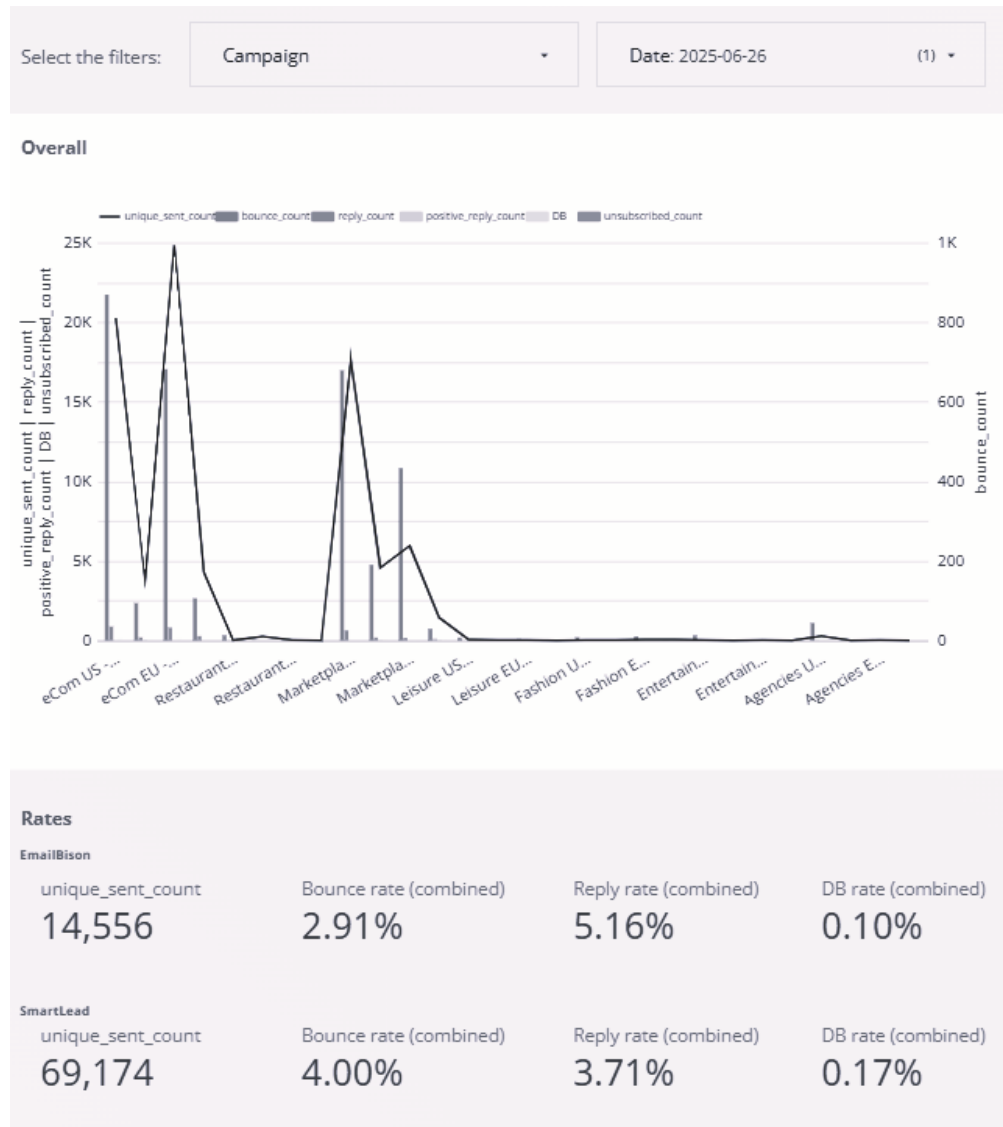 Select the filters: Campaign Date: 2025-06-26 (1)
Overall
unique_sent_count bounce_count reply_count positive_reply_count DB unsubscribed_count
25K 1K
20K 800
15K 600
10K 400
5K 200
0 0
unique_sent_count | reply_count |
positive_reply_count | DB | unsubscribed_count
bounce_count
eCom US -... eCom EU -... Restaurant... Restaurant... Marketpla... Marketpla... Leisure US... Leisure EU... Fashion U... Fashion E... Entertain... Entertain... Agencies U... Agencies E...
Rates
EmailBison
unique_sent_count Bounce rate (combined) Reply rate (combined) DB rate (combined)
14,556 2.91% 5.16% 0.10%
SmartLead
unique_sent_count Bounce rate (combined) Reply rate (combined) DB rate (combined)
69,174 4.00% 3.71% 0.17%